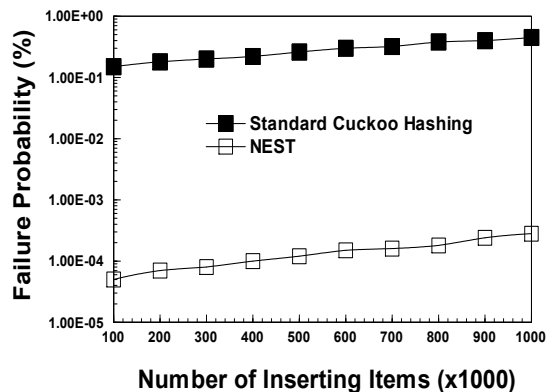 Failure Probability (%)
1.00E+00
1.00E-01
1.00E-02
1.00E-03
1.00E-04
1.00E-05
Standard Cuckoo Hashing
NEST
100 200 300 400 500 600 700 800 900 1000
Number of Inserting Items (x1000)